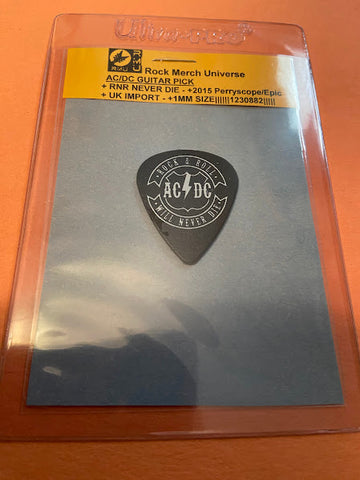 Ultra-PRO
Rock Merch Universe
AC/DC GUITAR PICK
+ RNR NEVER DIE - +2015 Perryscope/Epic
+ UK IMPORT - +1MM SIZE||||||1230882|||||
ROCK & ROLL
AC DC
WILL NEVER DIE